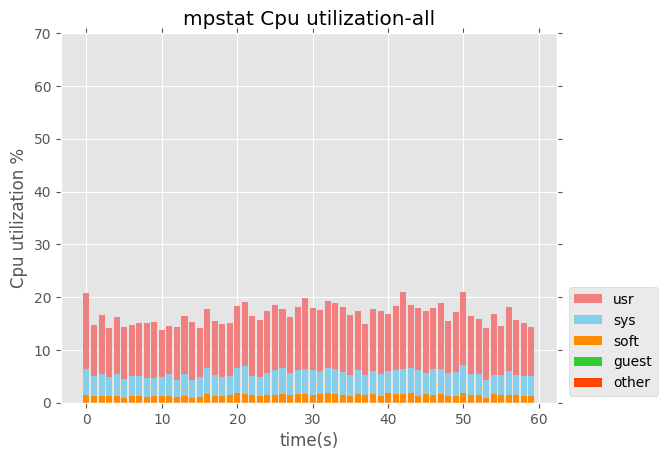 mpstat Cpu utilization-all
70
60
50
40
30
20
10
0
Cpu utilization %
0 10 20 30 40 50 60
time(s)
usr
sys
soft
guest
other